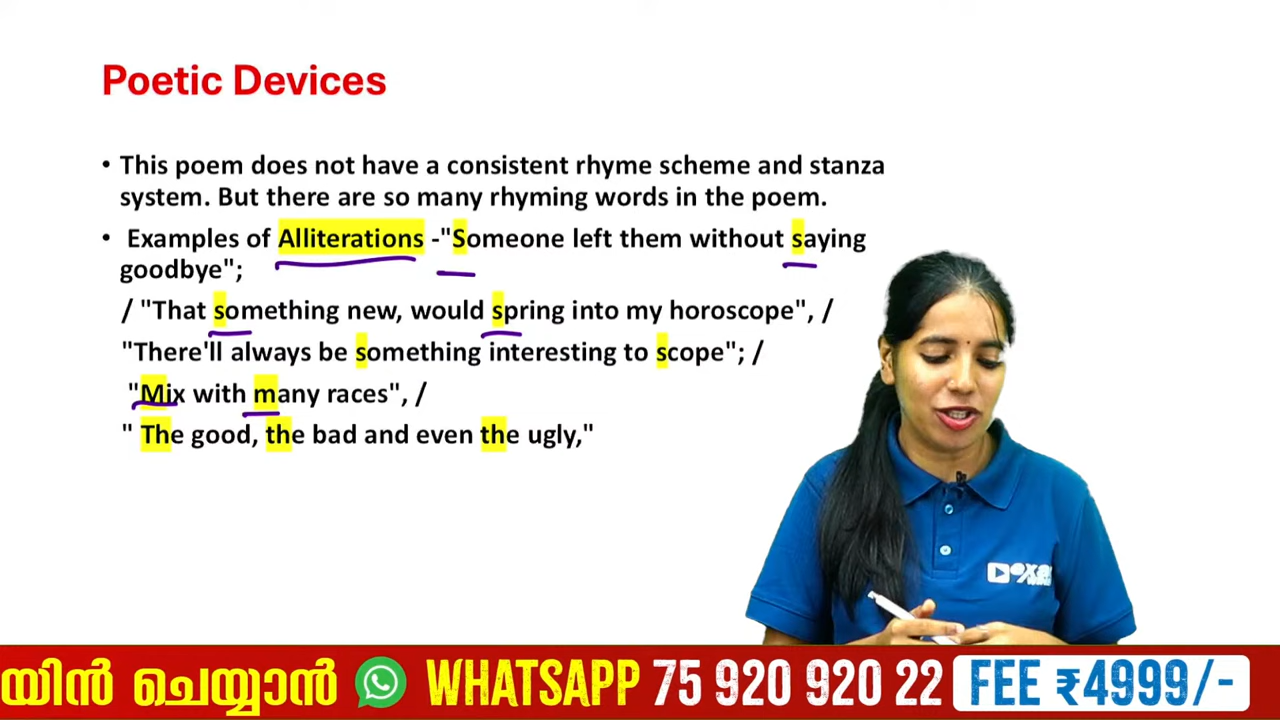 Poetic Devices
• This poem does not have a consistent rhyme scheme and stanza
system. But there are so many rhyming words in the poem.
• Examples of Alliterations -"Someone left them without saying
goodbye";
/ "That something new, would spring into my horoscope", /
"There'll always be something interesting to scope"; /
"Mix with many races", /
" The good, the bad and even the ugly,"
യിൻ ചെയ്യാൻ WHATSAPP 75 920 920 22 FEE ₹4999/-